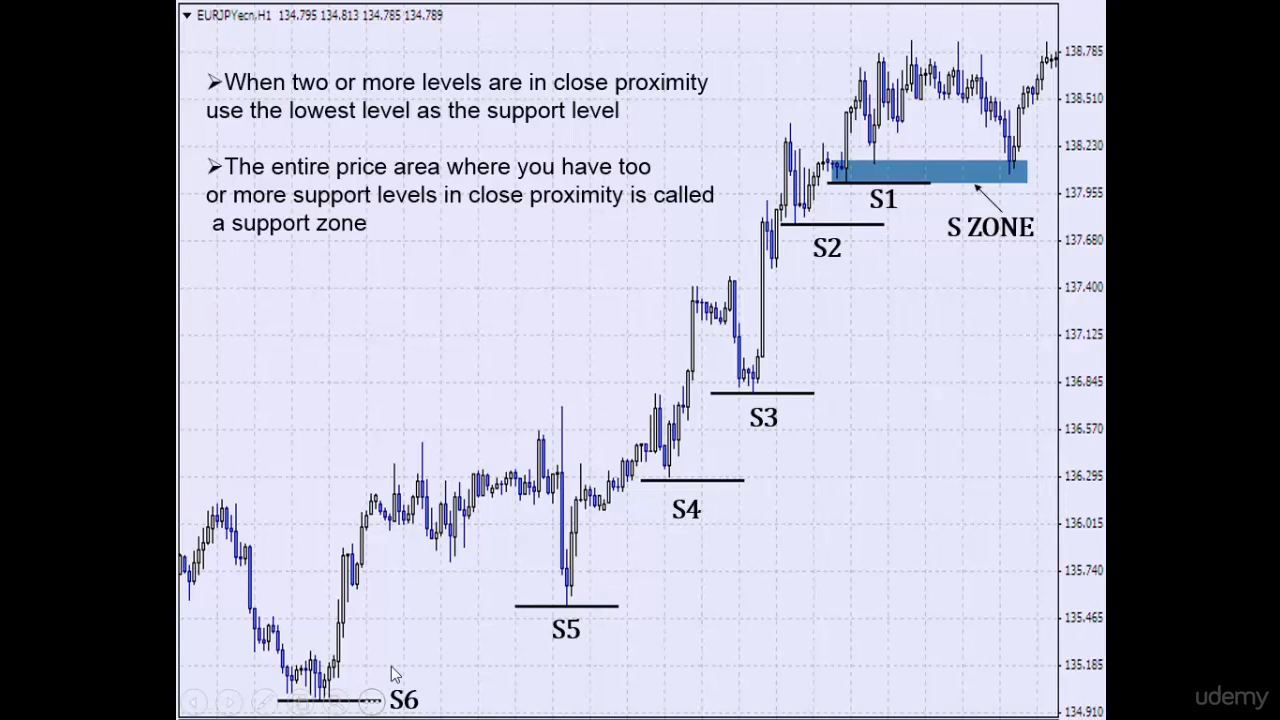 EURJPYecn,H1 134.795 134.813 134.785 134.789
➢When two or more levels are in close proximity
use the lowest level as the support level
➢The entire price area where you have too
or more support levels in close proximity is called
a support zone
138.785
138.510
138.230
137.955
137.680
137.400
137.125
136.845
136.570
136.295
136.015
135.740
135.465
135.185
134.910
S1
S ZONE
S2
S3
S4
S5
S6
udemy